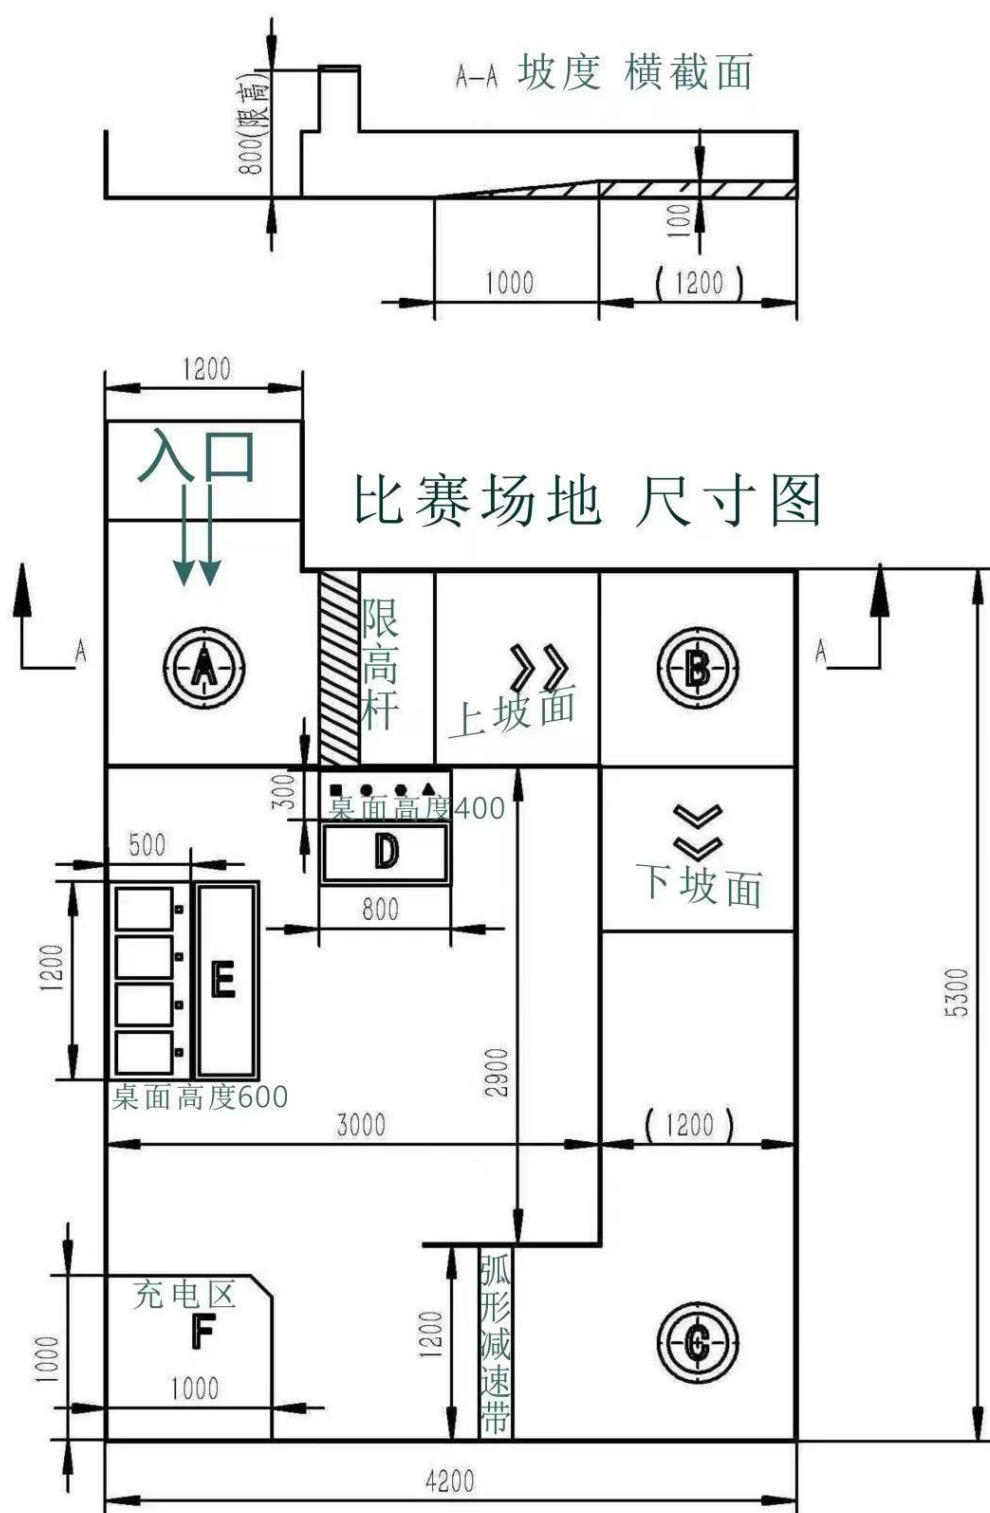 A-A 坡度 横截面
800(限高)
100
1000
(1200)
1200
入口
比赛场地 尺寸图
A
A
A
限高杆
上坡面
B
300
桌面高度400
D
800
下坡面
500
1200
E
桌面高度600
2900
5300
3000
(1200)
充电区
F
1000
1000
1200
弧形减速带
C
4200